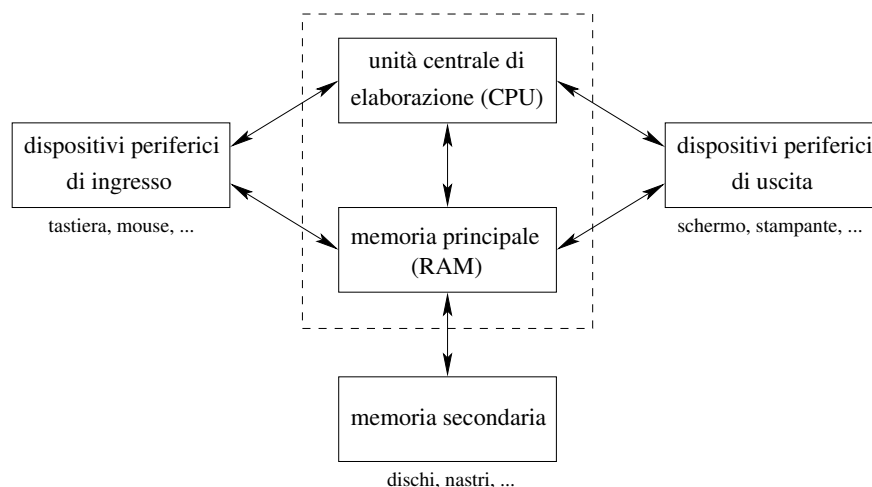 unità centrale di
elaborazione (CPU)
dispositivi periferici
di ingresso
tastiera, mouse, ...
dispositivi periferici
di uscita
schermo, stampante, ...
memoria principale
(RAM)
memoria secondaria
dischi, nastri, ...